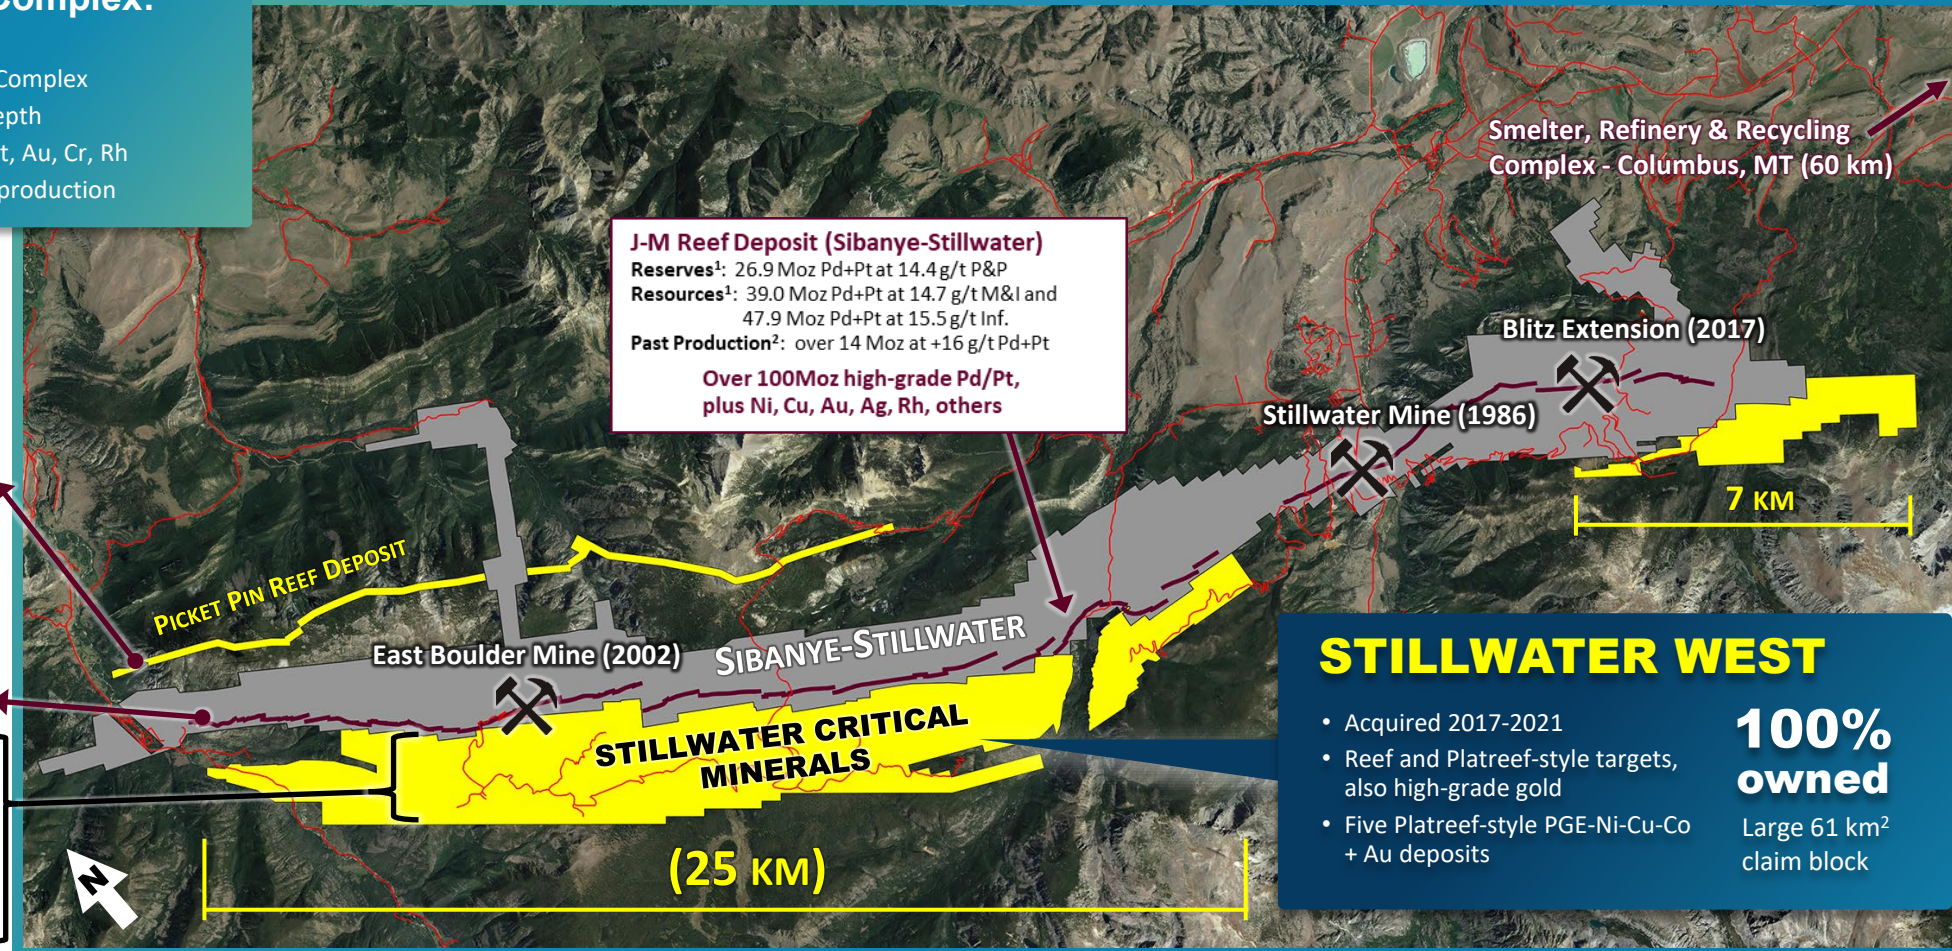 Complex:
Complex
t, Au, Cr, Rh
production
Smelter, Refinery & Recycling
Complex - Columbus, MT (60 km)
J-M Reef Deposit (Sibanye-Stillwater)
Reserves¹: 26.9 Moz Pd+Pt at 14.4 g/t P&P
Resources¹: 39.0 Moz Pd+Pt at 14.7 g/t M&I and
47.9 Moz Pd+Pt at 15.5 g/t Inf.
Past Production²: over 14 Moz at +16 g/t Pd+Pt
Over 100Moz high-grade Pd/Pt,
plus Ni, Cu, Au, Ag, Rh, others
Blitz Extension (2017)
Stillwater Mine (1986)
7 KM
PICKET PIN REEF DEPOSIT
East Boulder Mine (2002)
SIBANYE-STILLWATER
STILLWATER CRITICAL
MINERALS
(25 KM)
N
STILLWATER WEST
• Acquired 2017-2021
• Reef and Platreef-style targets,
also high-grade gold
• Five Platreef-style PGE-Ni-Cu-Co
+ Au deposits
100%
owned
Large 61 km²
claim block